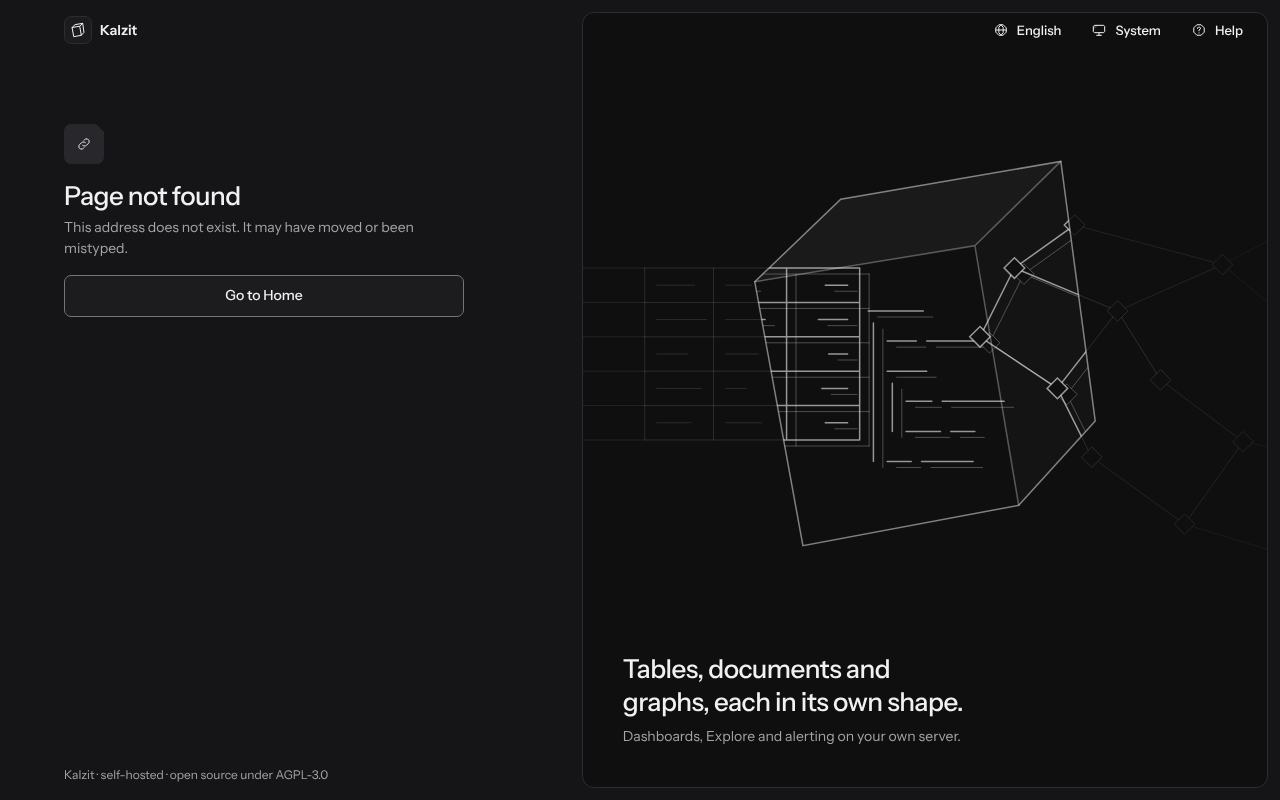 Kalzit
English
System
Help
Page not found
This address does not exist. It may have moved or been
mistyped.
Go to Home
Tables, documents and
graphs, each in its own shape.
Dashboards, Explore and alerting on your own server.
Kalzit · self-hosted · open source under AGPL-3.0